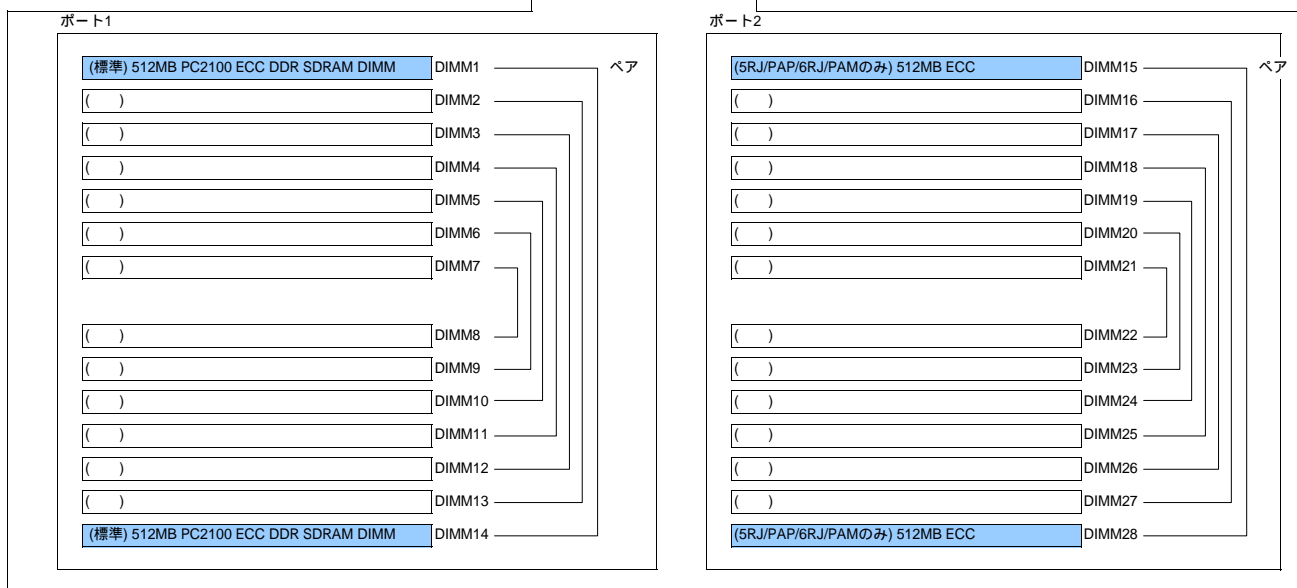 ポート1
(標準) 512MB PC2100 ECC DDR SDRAM DIMM DIMM1 ペア
( ) DIMM2
( ) DIMM3
( ) DIMM4
( ) DIMM5
( ) DIMM6
( ) DIMM7
( ) DIMM8
( ) DIMM9
( ) DIMM10
( ) DIMM11
( ) DIMM12
( ) DIMM13
(標準) 512MB PC2100 ECC DDR SDRAM DIMM DIMM14
ポート2
(5RJ/PAP/6RJ/PAMのみ) 512MB ECC DIMM15 ペア
( ) DIMM16
( ) DIMM17
( ) DIMM18
( ) DIMM19
( ) DIMM20
( ) DIMM21
( ) DIMM22
( ) DIMM23
( ) DIMM24
( ) DIMM25
( ) DIMM26
( ) DIMM27
(5RJ/PAP/6RJ/PAMのみ) 512MB ECC DIMM28